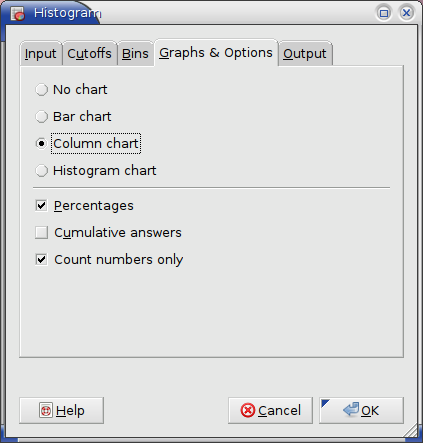 Histogram
Input Cutoffs Bins Graphs & Options Output
No chart
Bar chart
Column chart
Histogram chart
Percentages
Cumulative answers
Count numbers only
Help Cancel OK